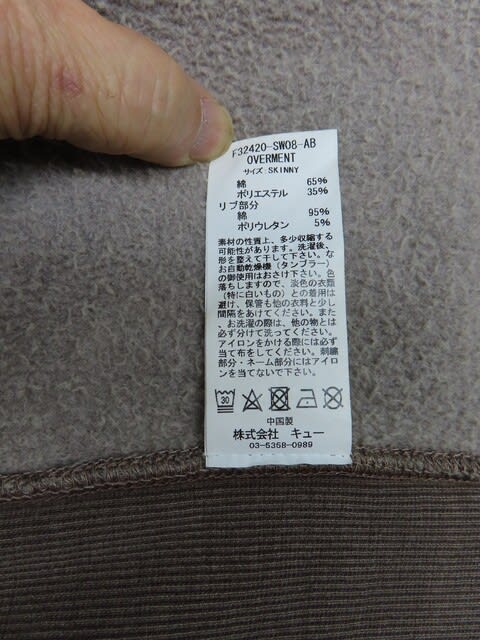 F32420-SW08-AB
OVERMENT
サイズ:SKINNY
綿 65%
ポリエステル 35%
リブ部分
綿 95%
ポリウレタン 5%
素材の性質上、多少収縮する
可能性があります。洗濯後、
形を整えて干して下さい。な
お自動乾燥機(タンブラー)
の御使用はおさけ下さい。色
落ちしますので、淡色の衣類
(特に白いもの)との着用は
避け、保管も他の衣料と少し
間隔をあけてください。また
、お洗濯の際は、他の物とは
必ず分けて洗ってください。
アイロンをかける際には必ず
当て布をしてください。刺繍
部分・ネーム部分にはアイロ
ンを当てないで下さい。
30
中国製
株式会社 キュー
03-5368-0989